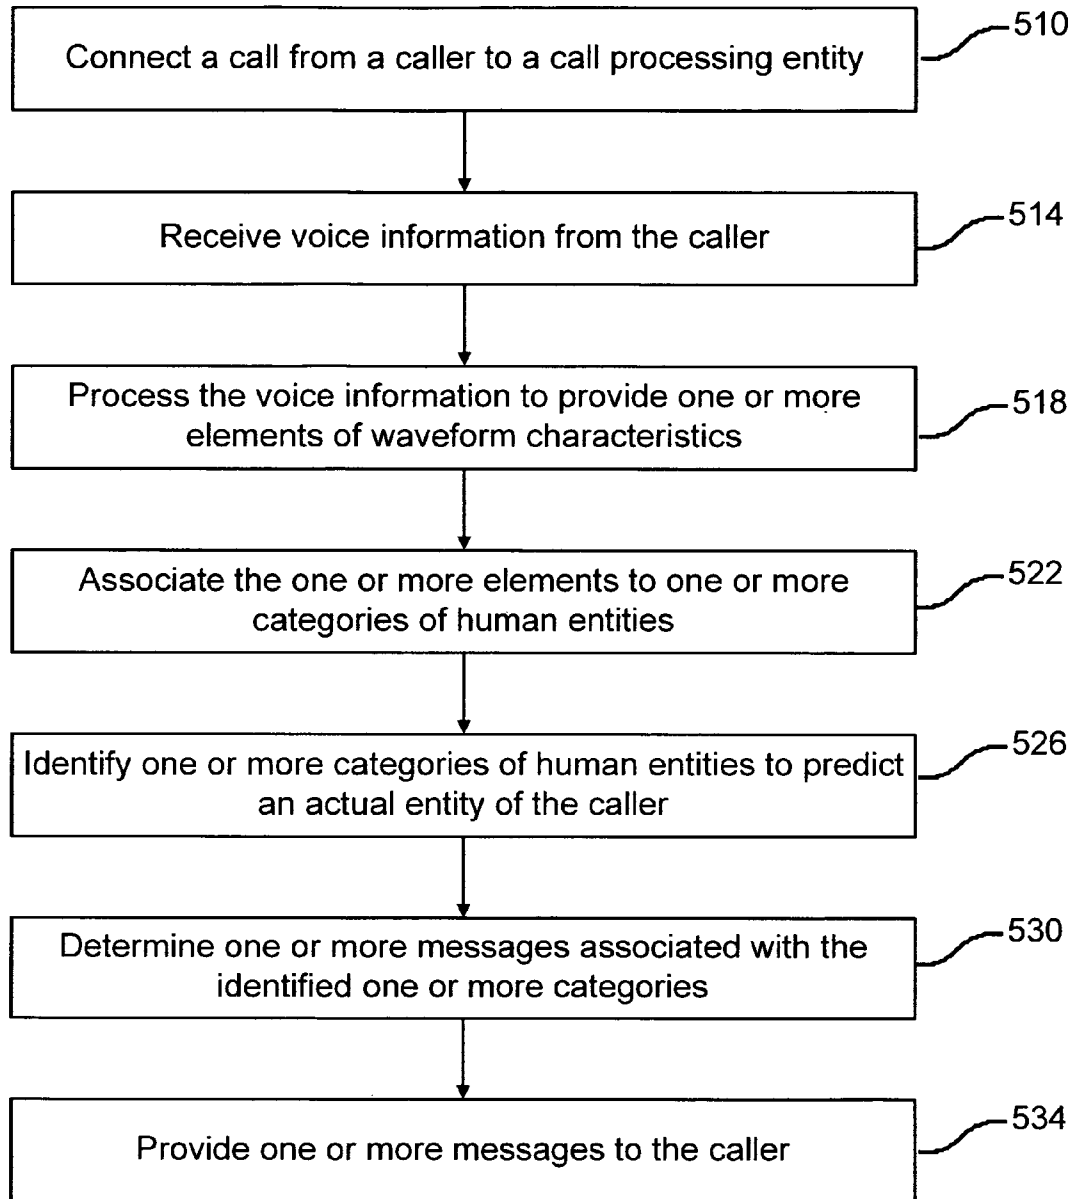 Connect a call from a caller to a call processing entity
510
Receive voice information from the caller
514
Process the voice information to provide one or more
elements of waveform characteristics
518
Associate the one or more elements to one or more
categories of human entities
522
Identify one or more categories of human entities to predict
an actual entity of the caller
526
Determine one or more messages associated with the
identified one or more categories
530
Provide one or more messages to the caller
534